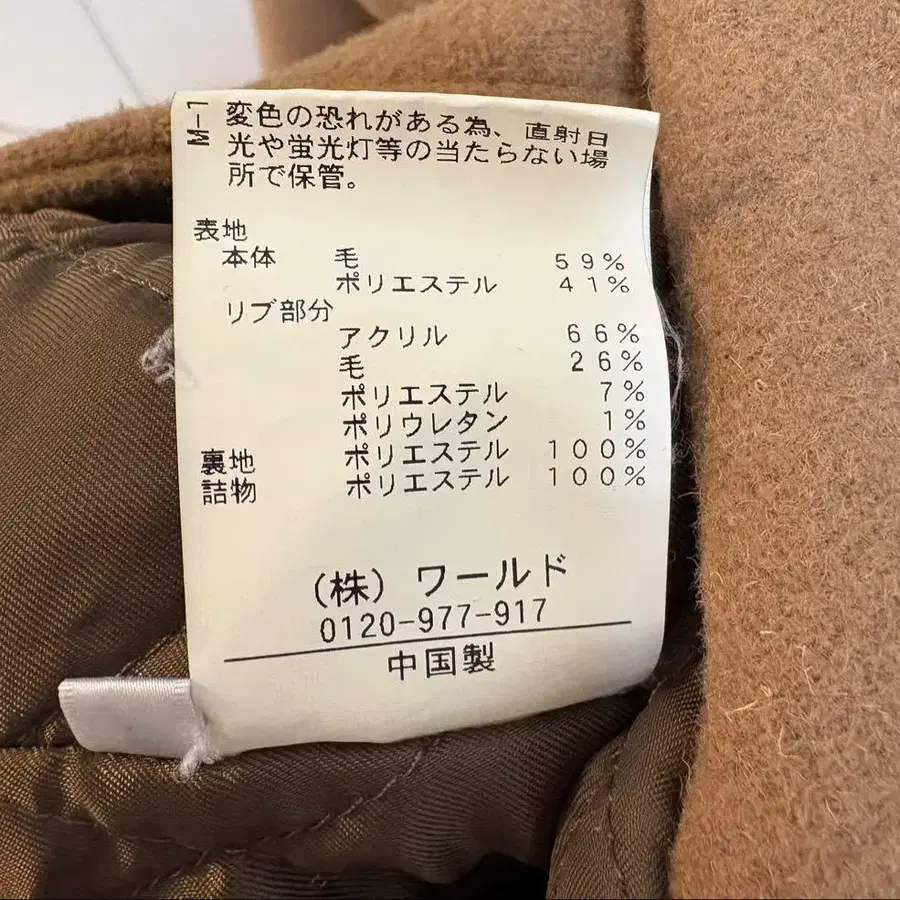 M-1
変色の恐れがある為、直射日
光や蛍光灯等の当たらない場
所で保管。
表地
本体 毛 59%
ポリエステル 41%
リブ部分
アクリル 66%
毛 26%
ポリエステル 7%
ポリウレタン 1%
裏地 ポリエステル 100%
詰物 ポリエステル 100%
(株) ワールド
0120-977-917
中国製